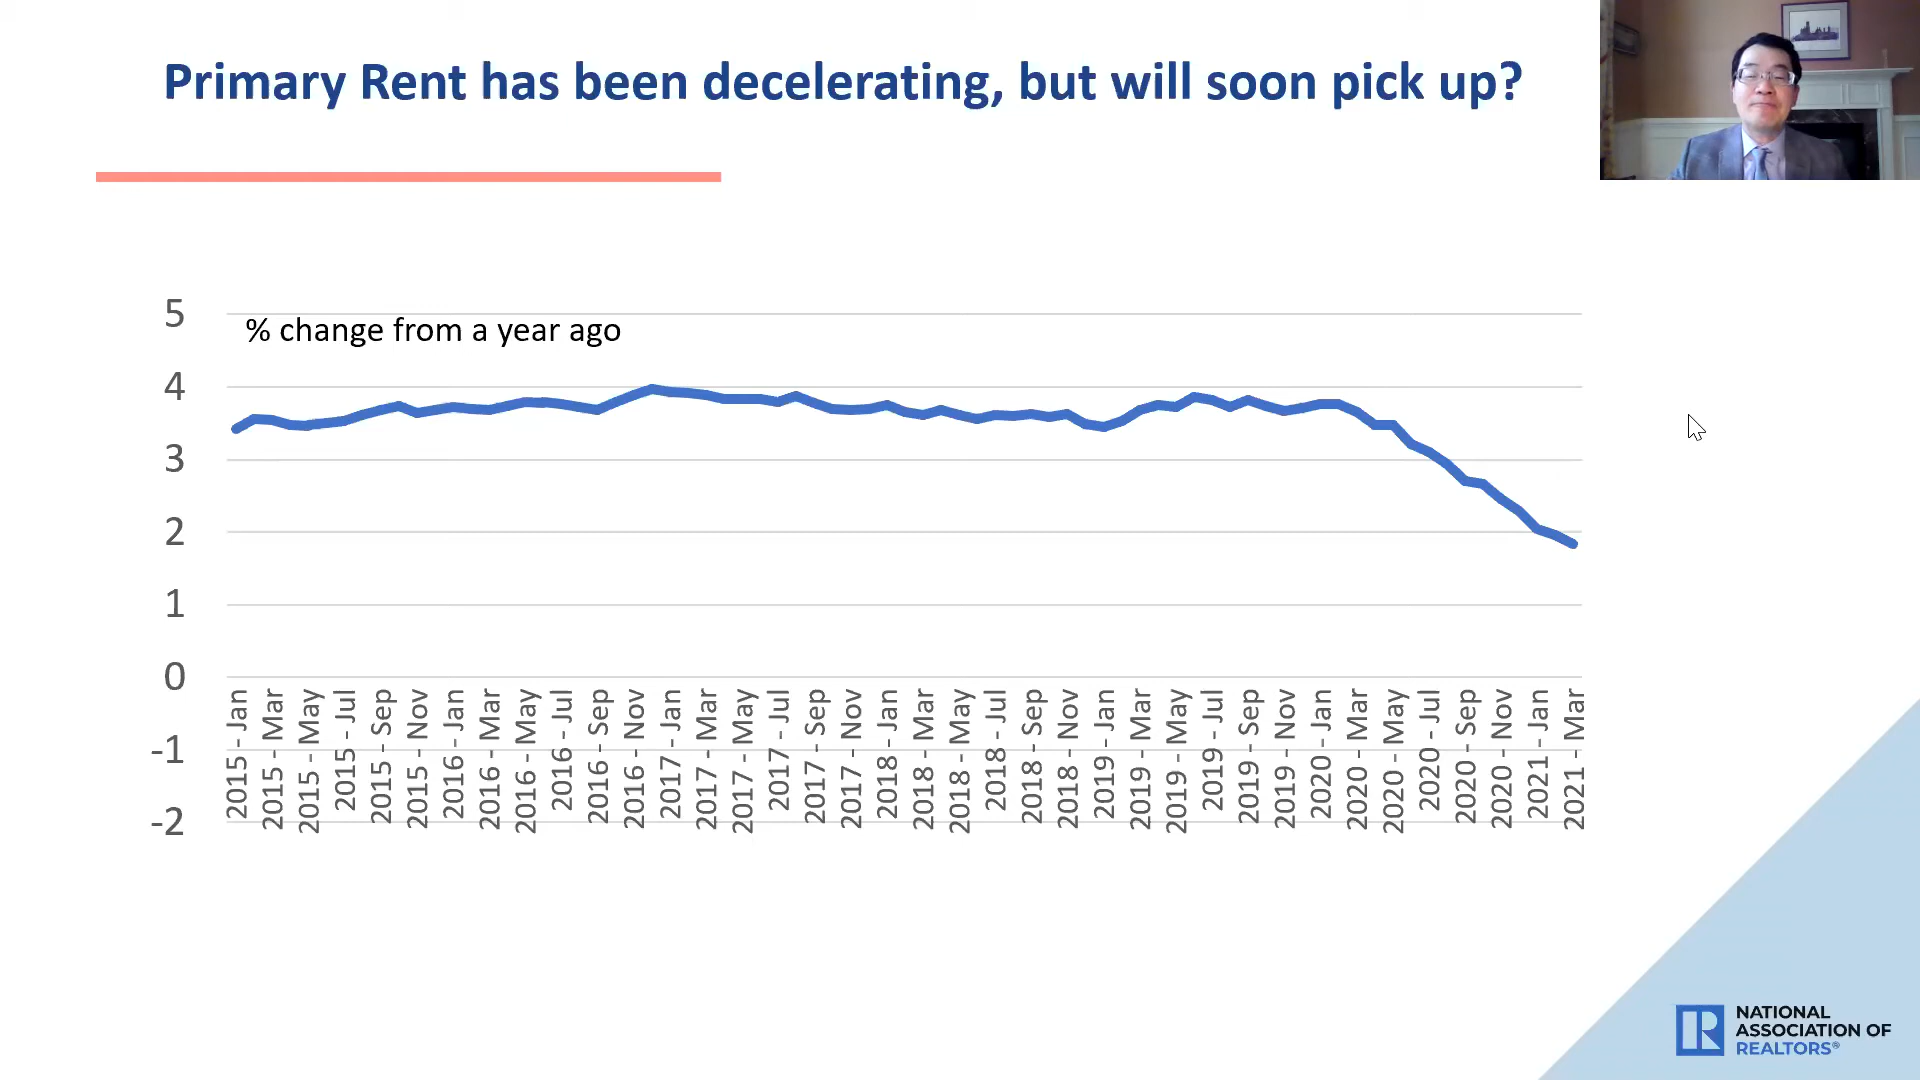 Primary Rent has been decelerating, but will soon pick up?
% change from a year ago
5
4
3
2
1
0
-1
-2
2015 - Jan
2015 - Mar
2015 - May
2015 - Jul
2015 - Sep
2015 - Nov
2016 - Jan
2016 - Mar
2016 - May
2016 - Jul
2016 - Sep
2016 - Nov
2017 - Jan
2017 - Mar
2017 - May
2017 - Jul
2017 - Sep
2017 - Nov
2018 - Jan
2018 - Mar
2018 - May
2018 - Jul
2018 - Sep
2018 - Nov
2019 - Jan
2019 - Mar
2019 - May
2019 - Jul
2019 - Sep
2019 - Nov
2020 - Jan
2020 - Mar
2020 - May
2020 - Jul
2020 - Sep
2020 - Nov
2021 - Jan
2021 - Mar
NATIONAL
ASSOCIATION OF
REALTORS®